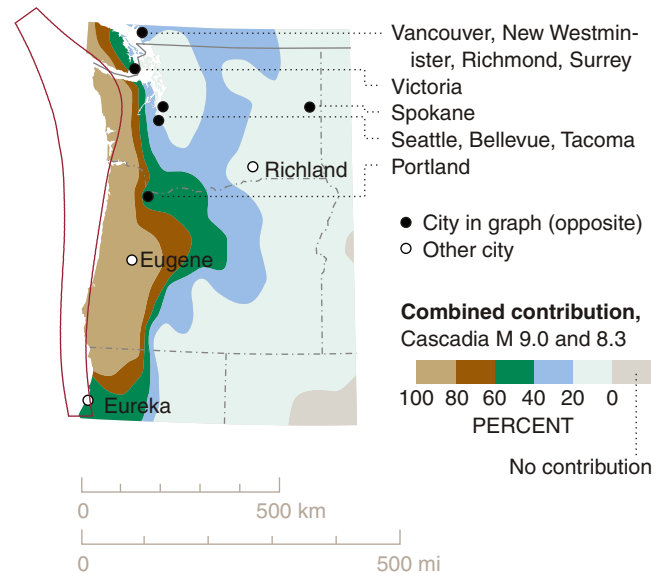 Vancouver, New Westmin-
ister, Richmond, Surrey
Victoria
Spokane
Seattle, Bellevue, Tacoma
Portland
Richland
Eugene
Eureka
City in graph (opposite)
Other city
Combined contribution,
Cascadia M 9.0 and 8.3
100 80 60 40 20 0
PERCENT
No contribution
0 500 km
0 500 mi